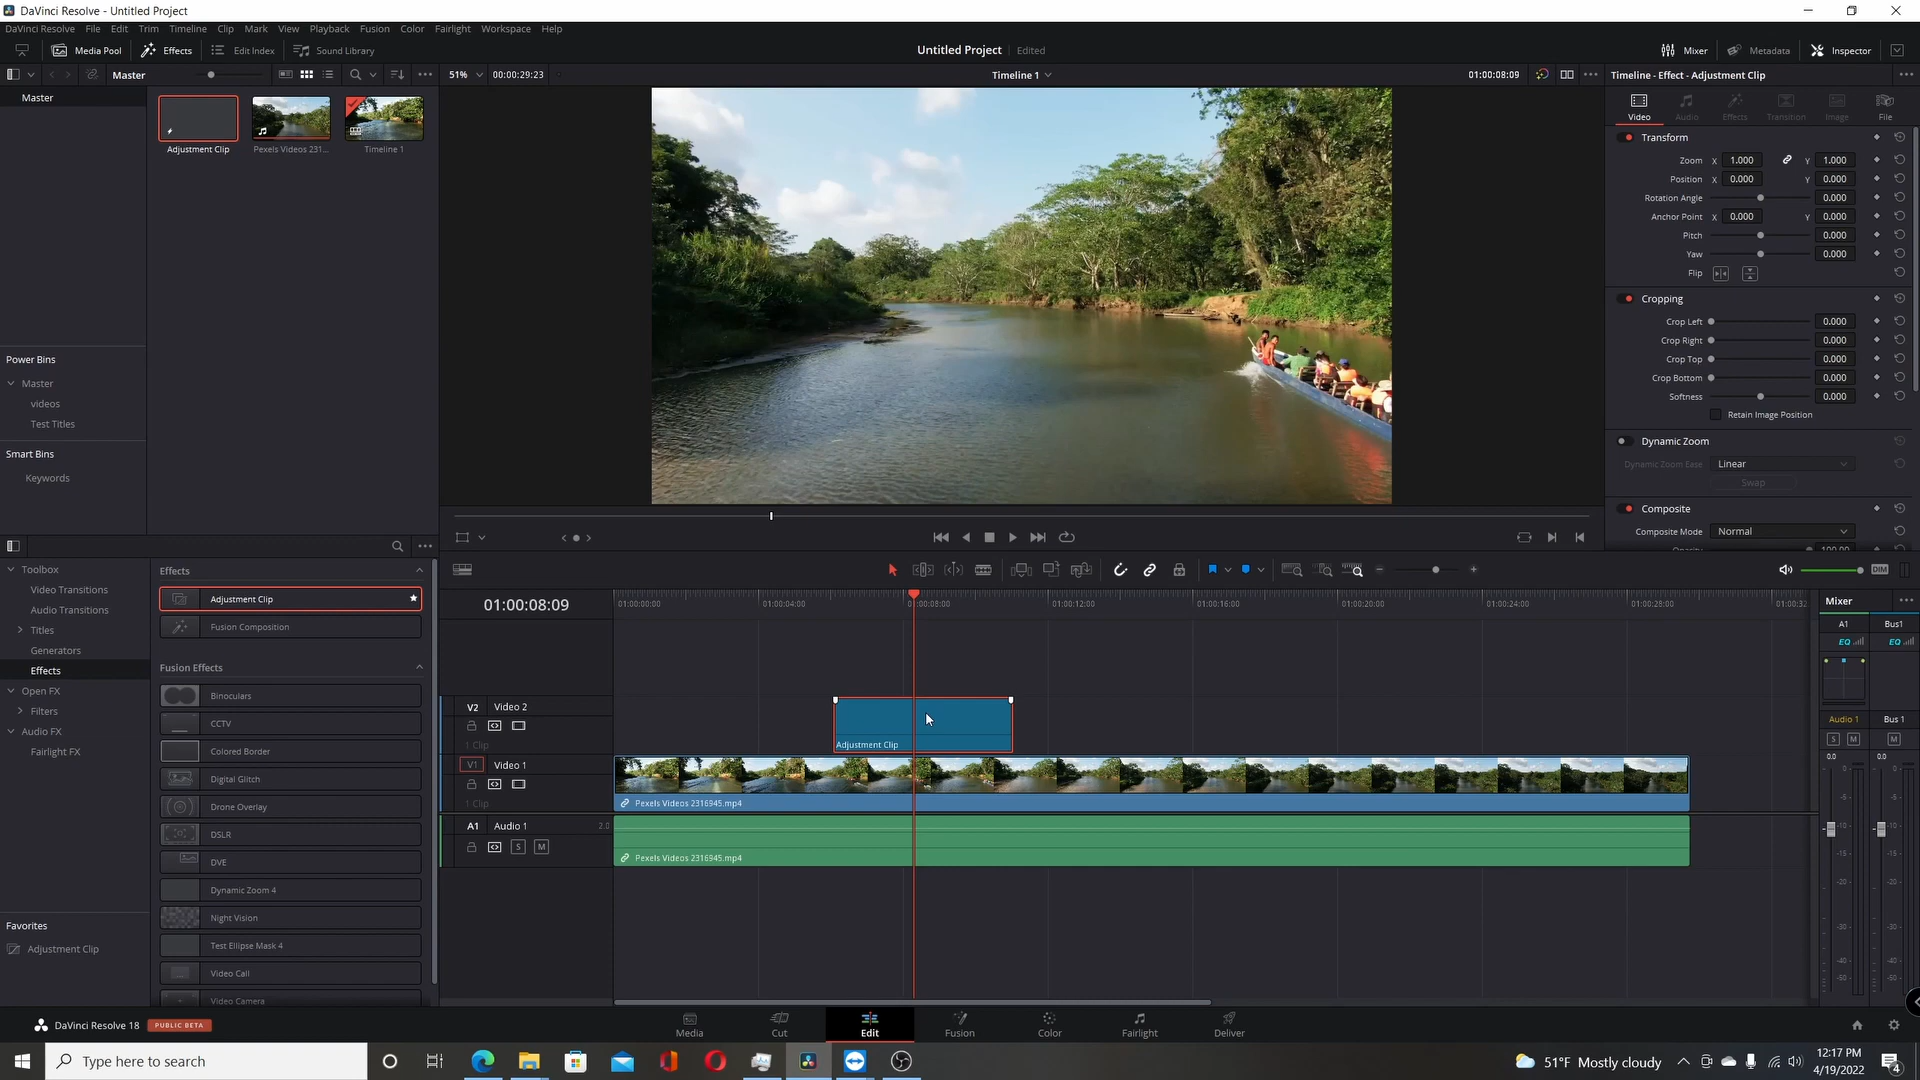 DaVinci Resolve - Untitled Project
DaVinci Resolve File Edit Trim Timeline Clip Mark View Playback Fusion Color Fairlight Workspace Help
Media Pool Effects Edit Index Sound Library Untitled Project Edited Mixer Metadata Inspector
Master 51% 00:00:29:23 Timeline 1 01:00:08:09 Timeline - Effect - Adjustment Clip
Master
Adjustment Clip Pexels Videos 231... Timeline 1
Video Audio Effects Transition Image File
Transform
Zoom X 1.000 Y 1.000
Position X 0.000 Y 0.000
Rotation Angle 0.000
Anchor Point X 0.000 Y 0.000
Pitch 0.000
Yaw 0.000
Flip
Cropping
Crop Left 0.000
Crop Right 0.000
Crop Top 0.000
Crop Bottom 0.000
Softness 0.000
Retain Image Position
Dynamic Zoom
Dynamic Zoom Ease Linear
Swap
Composite
Composite Mode Normal
Power Bins
Master
videos
Test Titles
Smart Bins
Keywords
Toolbox
Video Transitions
Audio Transitions
Titles
Generators
Effects
Open FX
Filters
Audio FX
Fairlight FX
Favorites
Adjustment Clip
Effects
Adjustment Clip
Fusion Composition
Fusion Effects
Binoculars
CCTV
Colored Border
Digital Glitch
Drone Overlay
DSLR
DVE
Dynamic Zoom 4
Night Vision
Test Ellipse Mask 4
Video Call
Video Camera
DIM
01:00:08:09
01:00:00:00 01:00:04:00 01:00:08:00 01:00:12:00 01:00:16:00 01:00:20:00 01:00:24:00 01:00:28:00 01:00:32
V2 Video 2
1 Clip
Adjustment Clip
V1 Video 1
1 Clip
Pexels Videos 2316945.mp4
A1 Audio 1 2.0
S M
Pexels Videos 2316945.mp4
Mixer
A1 Bus1
EQ EQ
Audio 1 Bus 1
S M M
0.0 0.0
-5 -5
-10 -10
-15 -15
-20 -20
-30 -30
-40 -40
-50 -50
DaVinci Resolve 18 PUBLIC BETA
Media Cut Edit Fusion Color Fairlight Deliver
Type here to search
51°F Mostly cloudy
12:17 PM
4/19/2022
4